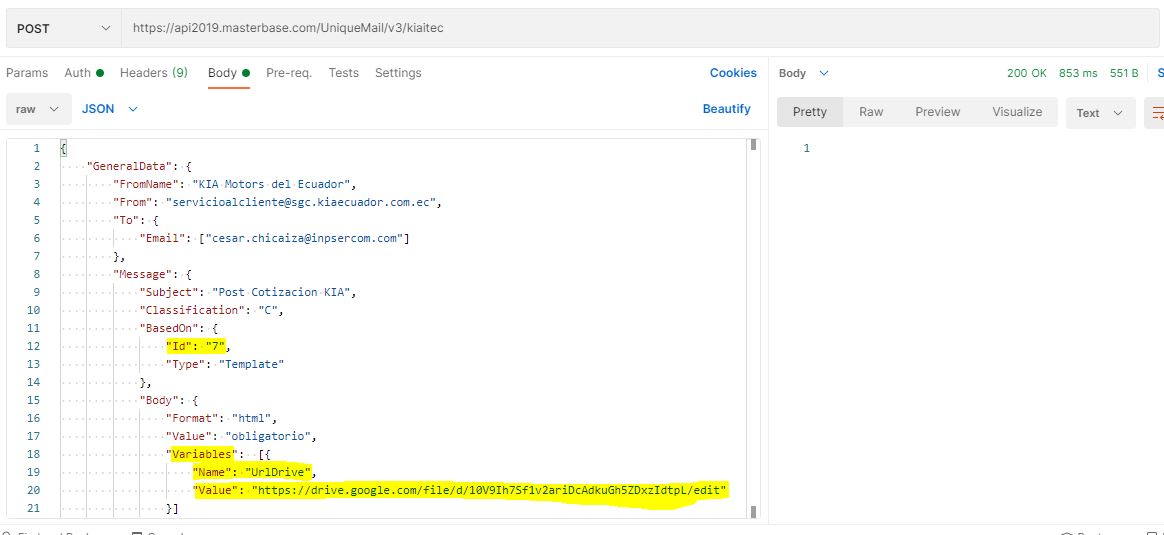 POST
https://api2019.masterbase.com/UniqueMail/v3/kiaitec
Params Auth Headers (9) Body Pre-req. Tests Settings Cookies
raw JSON Beautify
Body 200 OK 853 ms 551 B
Pretty Raw Preview Visualize Text
1
1 {
2 "GeneralData": {
3 "FromName": "KIA Motors del Ecuador",
4 "From": "servicioalcliente@sgc.kiaecuador.com.ec",
5 "To": {
6 "Email": ["cesar.chicaiza@inpsercom.com"]
7 },
8 "Message": {
9 "Subject": "Post Cotizacion KIA",
10 "Classification": "C",
11 "BasedOn": {
12 "Id": "7",
13 "Type": "Template"
14 },
15 "Body": {
16 "Format": "html",
17 "Value": "obligatorio",
18 "Variables": [{
19 "Name": "UrlDrive",
20 "Value": "https://drive.google.com/file/d/10V9Ih7Sf1v2ariDcAdkuGh5ZDxzIdtpL/edit"
21 }]